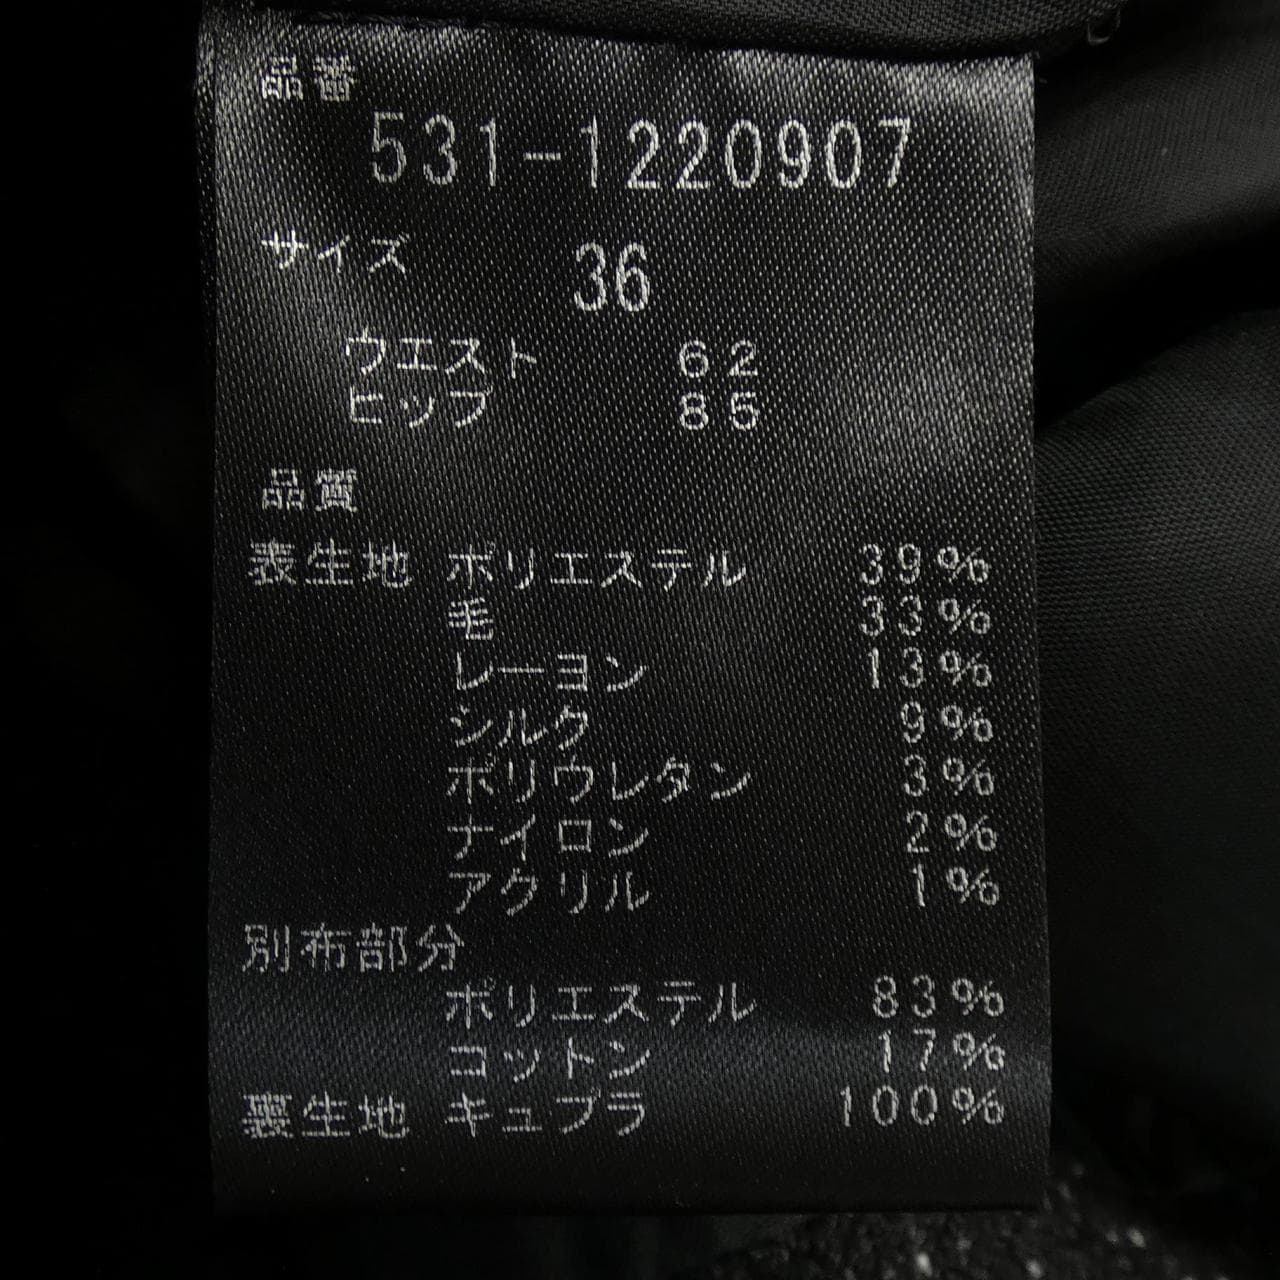 品番
531-1220907
サイズ 36
ウエスト 62
ヒップ 85
品質
表生地 ポリエステル 39%
毛 33%
レーヨン 13%
シルク 9%
ポリウレタン 3%
ナイロン 2%
アクリル 1%
別布部分
ポリエステル 83%
コットン 17%
裏生地 キュプラ 100%